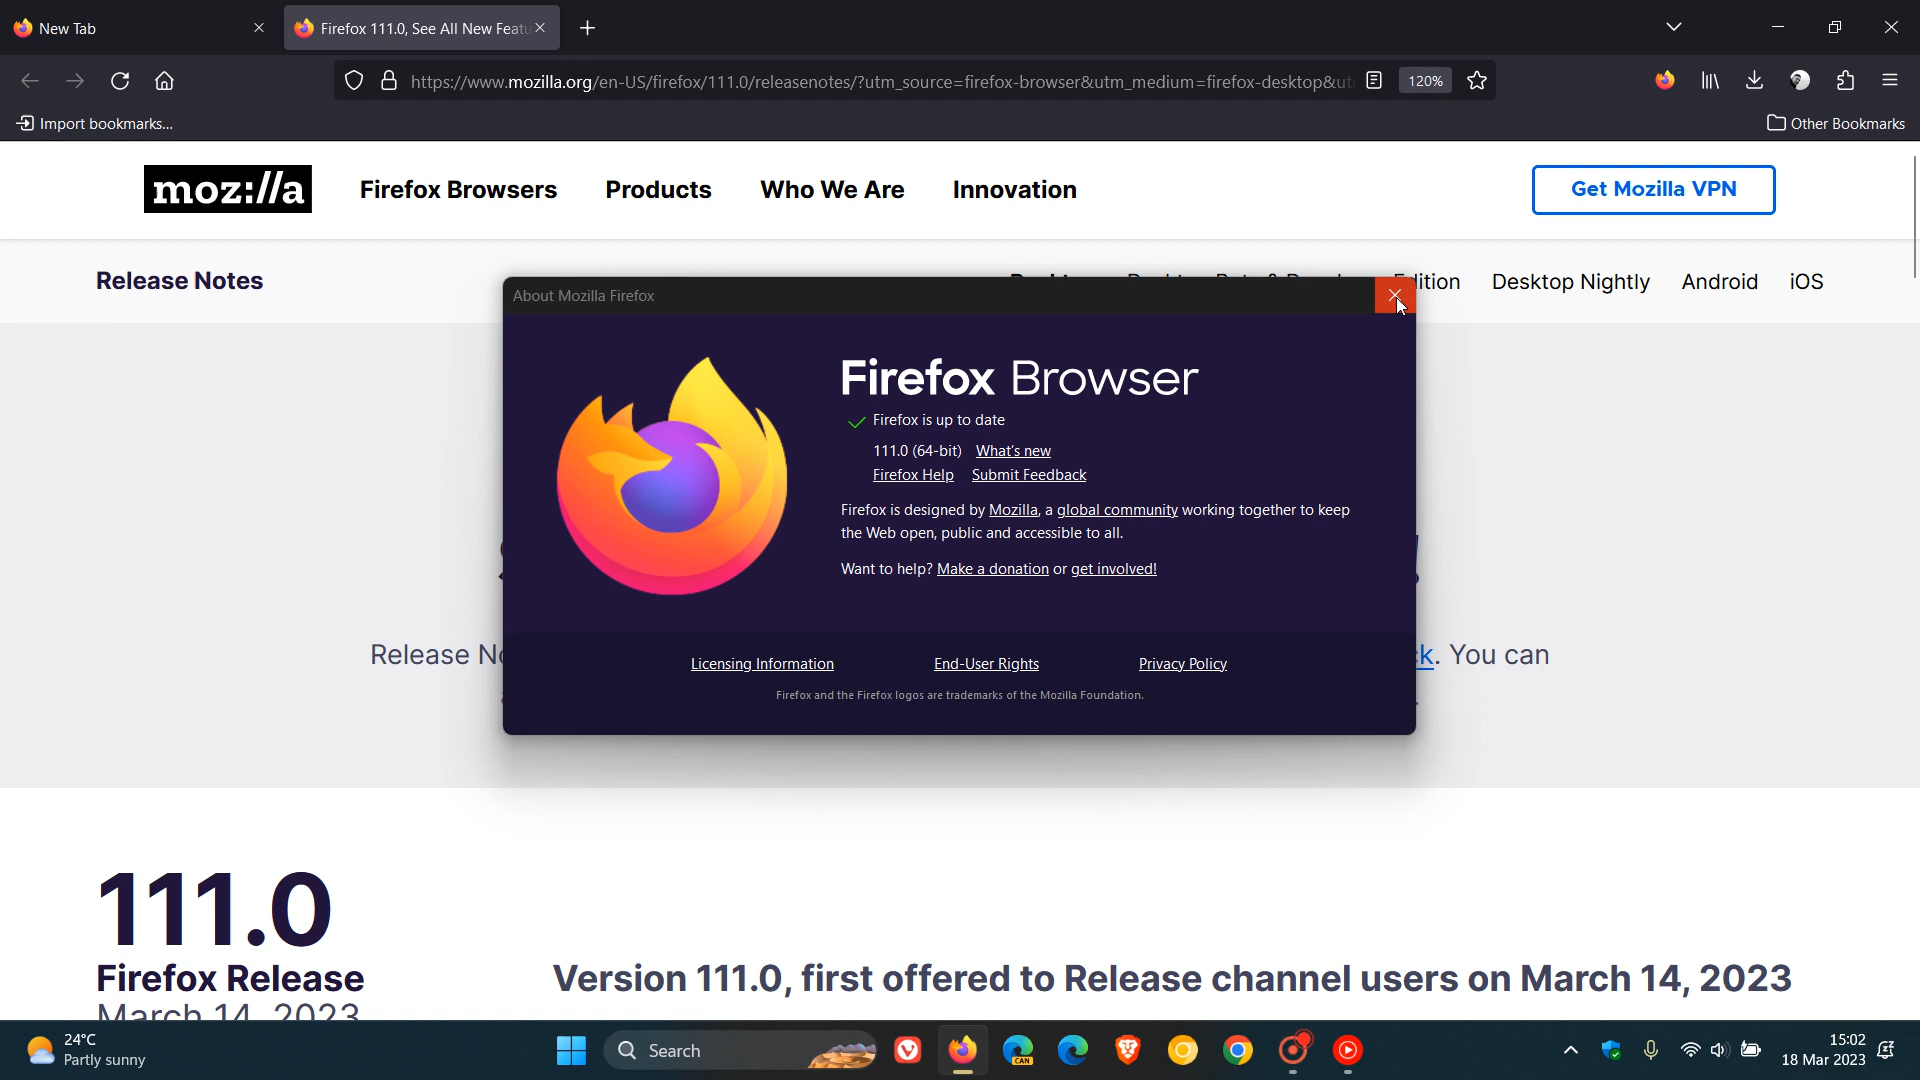 New Tab
Firefox 111.0, See All New Featu
https://www.mozilla.org/en-US/firefox/111.0/releasenotes/?utm_source=firefox-browser&utm_medium=firefox-desktop&ut
120%
Import bookmarks...
Other Bookmarks
moz://a
Firefox Browsers
Products
Who We Are
Innovation
Get Mozilla VPN
Release Notes
dition
Desktop Nightly
Android
iOS
About Mozilla Firefox
Firefox Browser
Firefox is up to date
111.0 (64-bit) What's new
Firefox Help Submit Feedback
Firefox is designed by Mozilla, a global community working together to keep
the Web open, public and accessible to all.
Want to help? Make a donation or get involved!
Release No
k. You can
Licensing Information
End-User Rights
Privacy Policy
Firefox and the Firefox logos are trademarks of the Mozilla Foundation.
111.0
Firefox Release
March 14, 2023
Version 111.0, first offered to Release channel users on March 14, 2023
24°C
Partly sunny
Search
CAN
15:02
18 Mar 2023